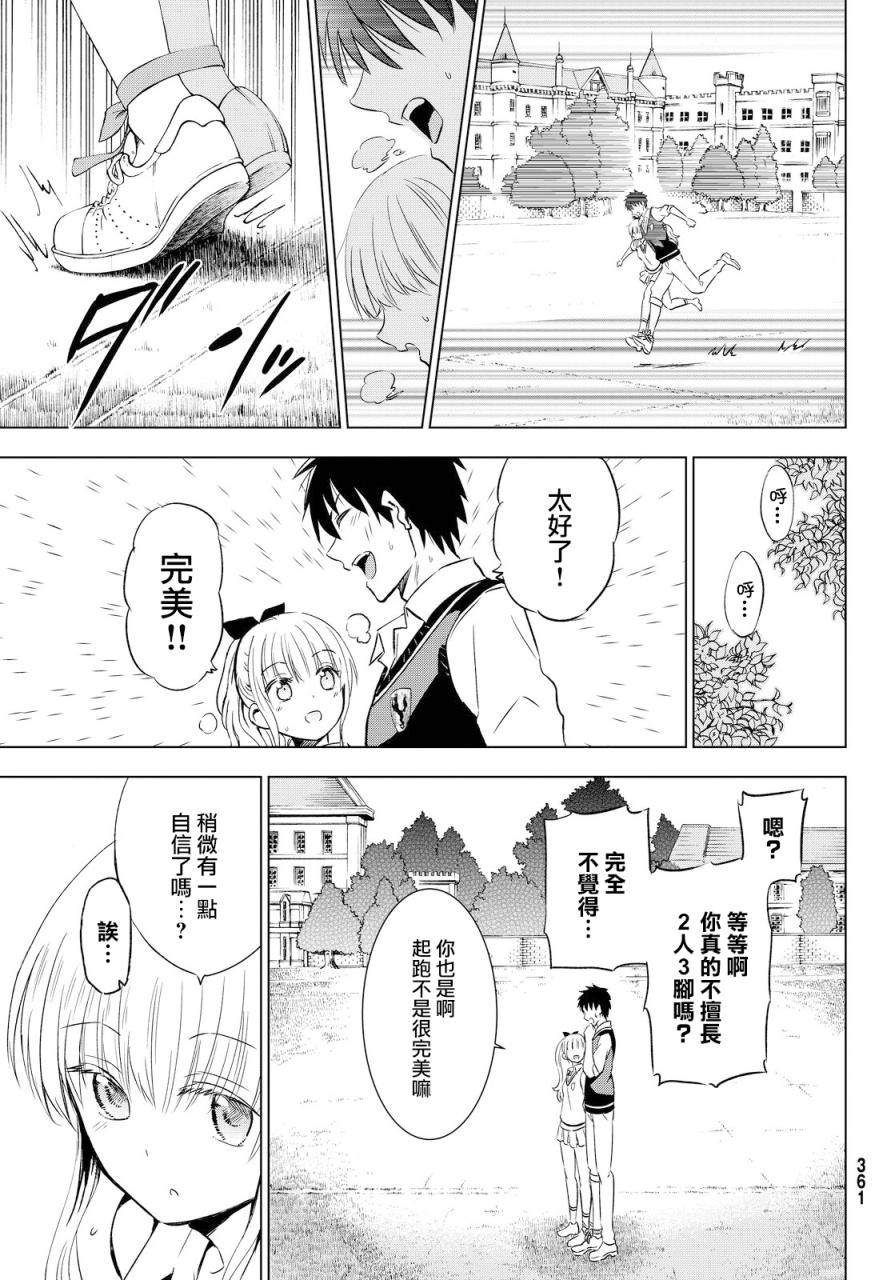 ダンッ
呼…
呼…
太好了！
完美!!
嗯？
等等啊
你真的不擅長
2人3腳嗎？
完全
不覺得…
你也是啊
起跑不是很完美嘛
稍微有一點
自信了嗎…？
誒…
361